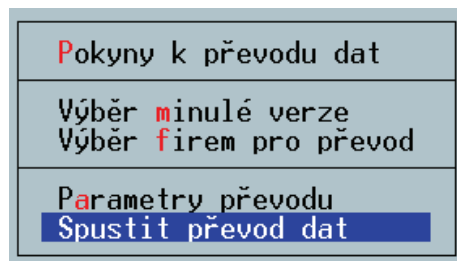 Pokyny k převodu dat
Výběr minulé verze
Výběr firem pro převod
Parametry převodu
Spustit převod dat